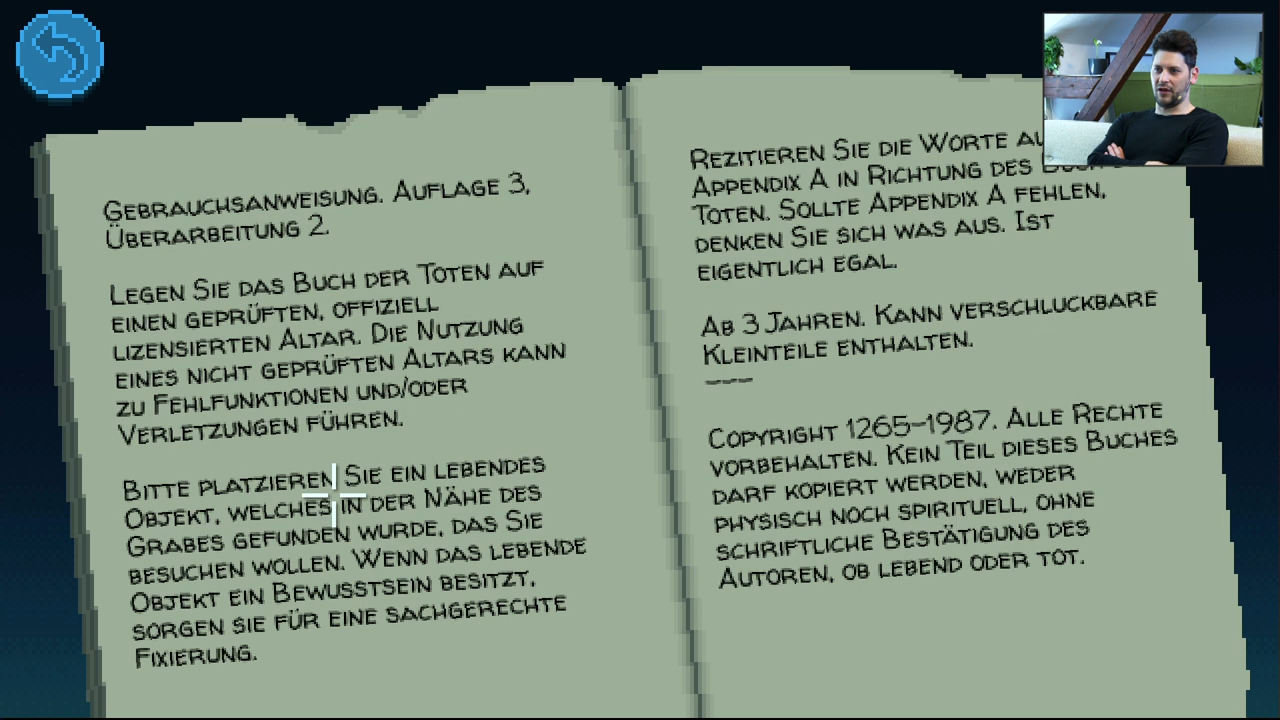 Gebrauchsanweisung. Auflage 3,
Überarbeitung 2.
Legen Sie das Buch der Toten auf
einen geprüften, offiziell
lizensierten Altar. Die Nutzung
eines nicht geprüften Altars kann
zu Fehlfunktionen und/oder
Verletzungen führen.
Bitte platzieren Sie ein lebendes
Objekt, welches in der Nähe des
Grabes gefunden wurde, das Sie
besuchen wollen. Wenn das lebende
Objekt ein Bewusstsein besitzt,
sorgen sie für eine sachgerechte
Fixierung.
Rezitieren Sie die Worte
Appendix A in Richtung des
Toten. Sollte Appendix A fehlen,
denken Sie sich was aus. Ist
eigentlich egal.
Ab 3 Jahren. Kann verschluckbare
Kleinteile enthalten.
---
Copyright 1265-1987. Alle Rechte
vorbehalten. Kein Teil dieses Buches
darf kopiert werden, weder
physisch noch spirituell, ohne
schriftliche Bestätigung des
Autoren, ob lebend oder tot.